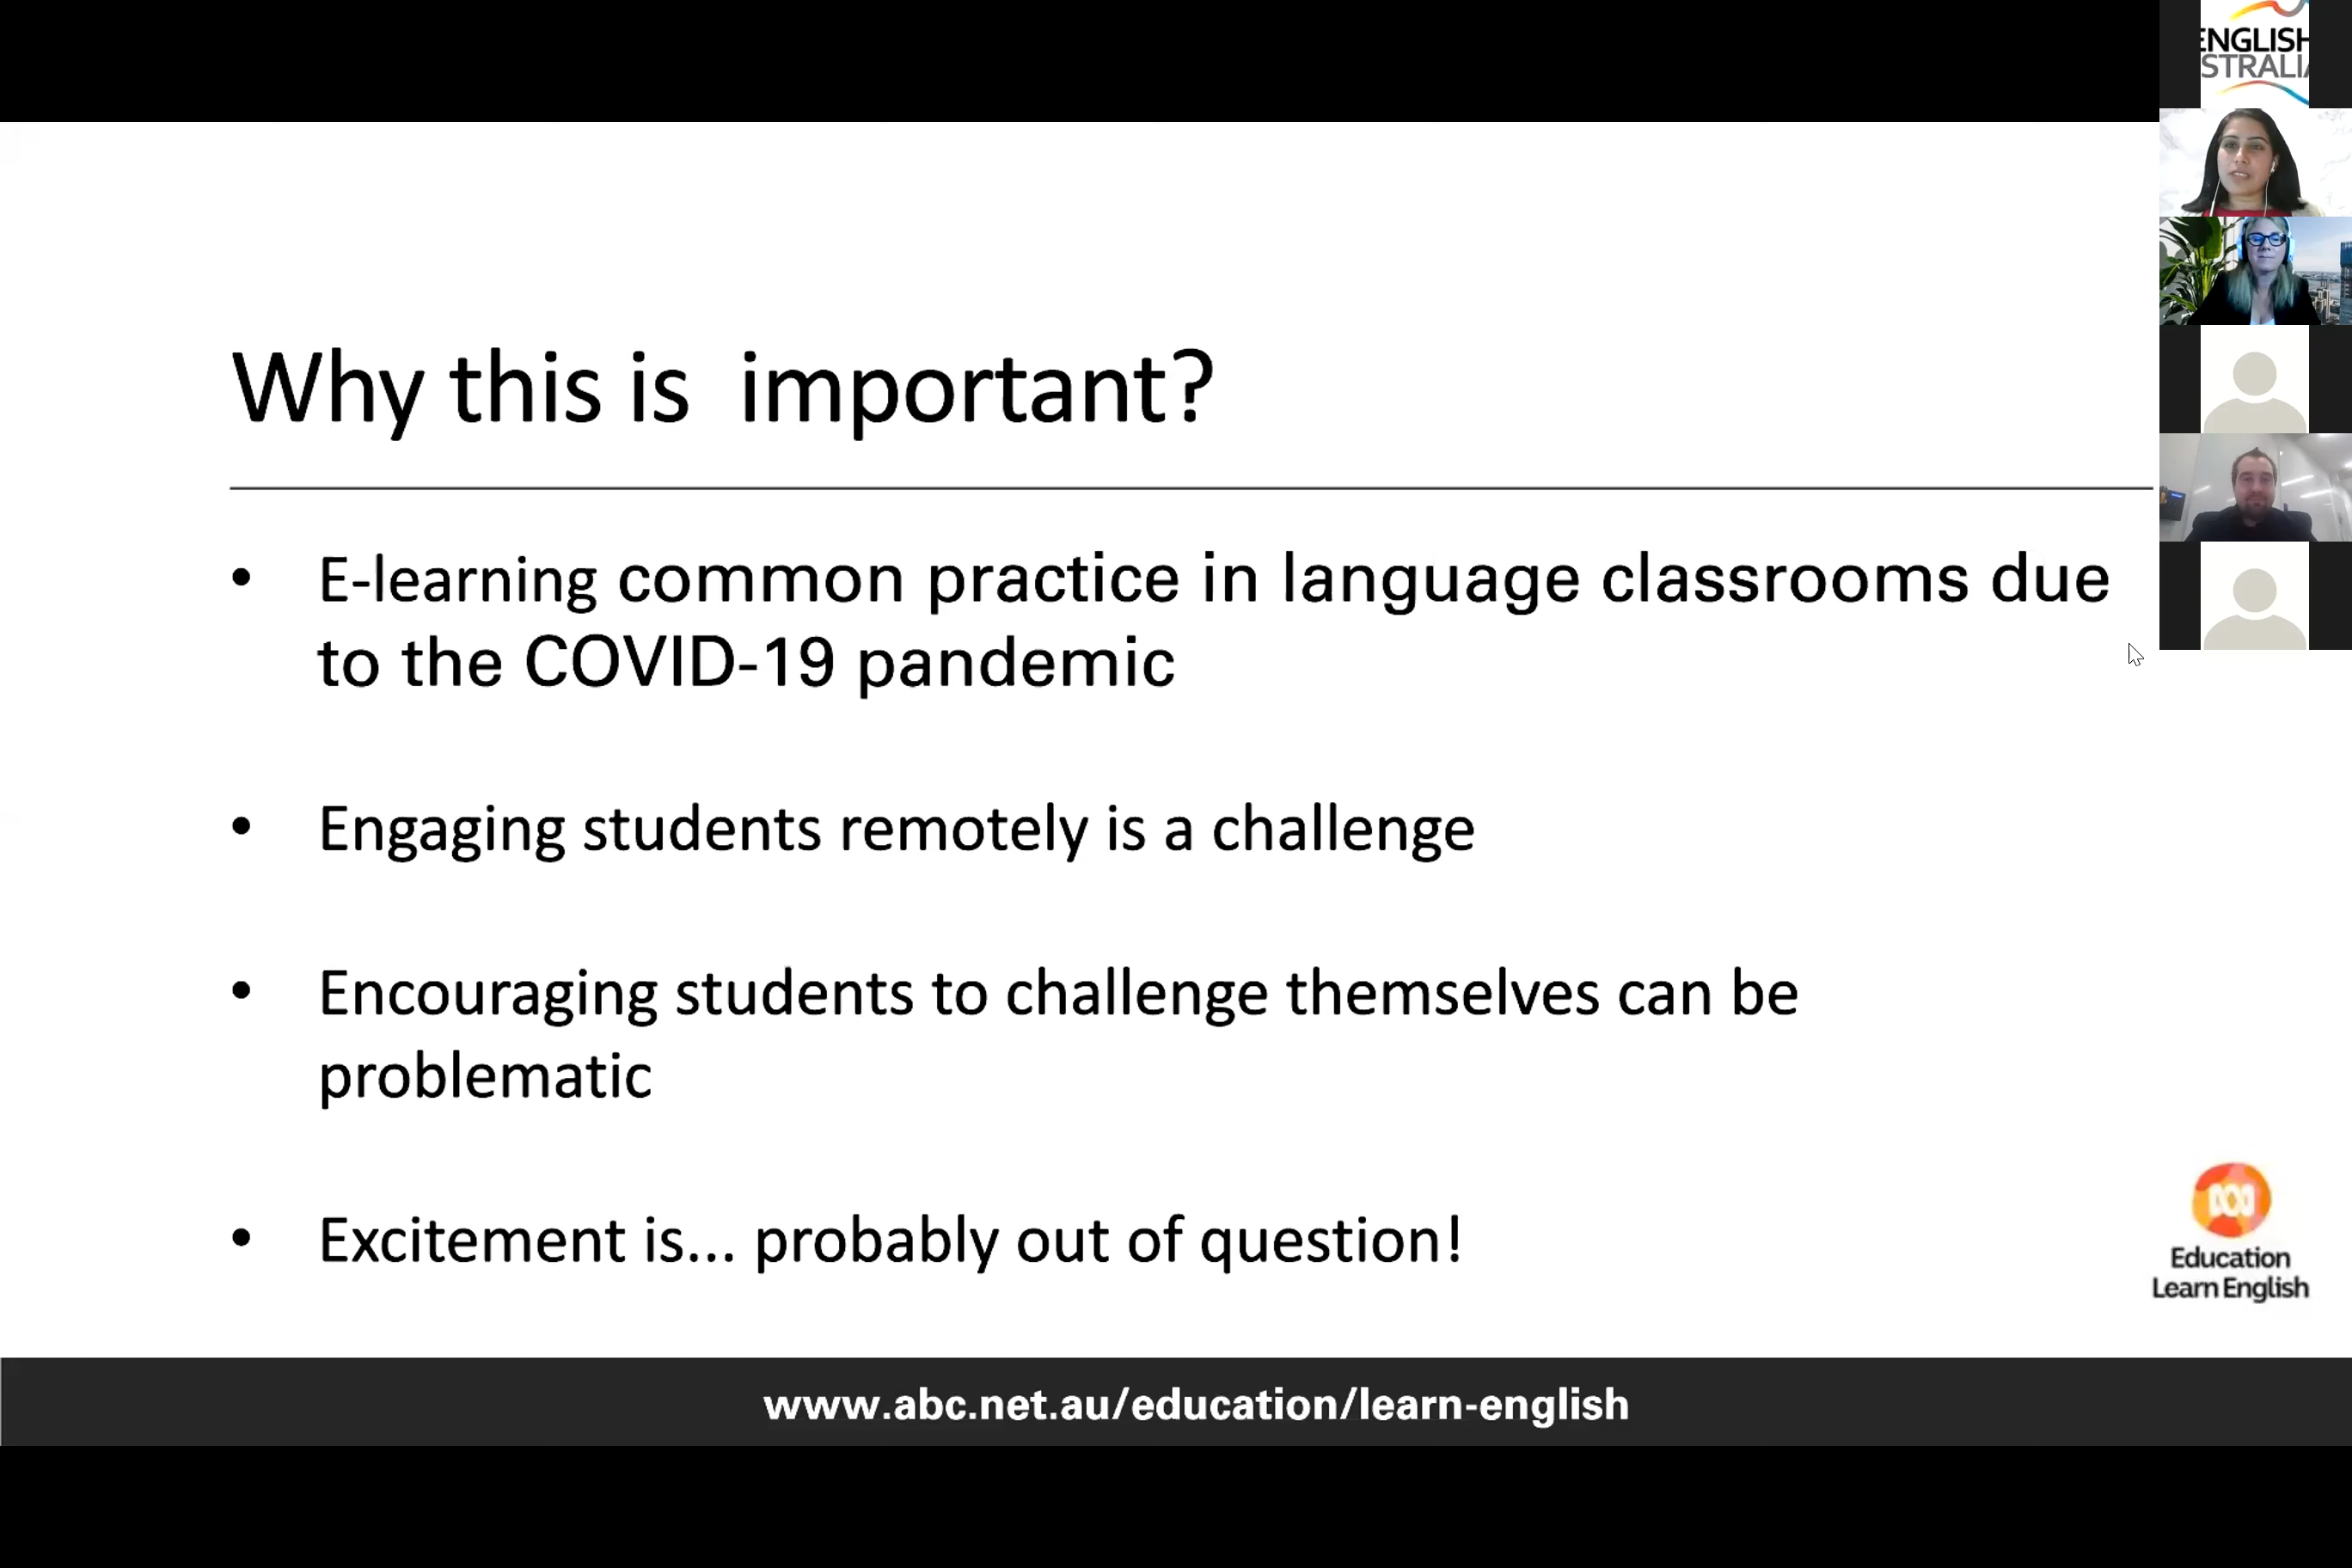 Why this is  important?
• E-learning common practice in language classrooms due
to the COVID-19 pandemic
• Engaging students remotely is a challenge
• Encouraging students to challenge themselves can be
problematic
• Excitement is... probably out of question!
Education
Learn English
www.abc.net.au/education/learn-english
ENGLISH
STRALIA